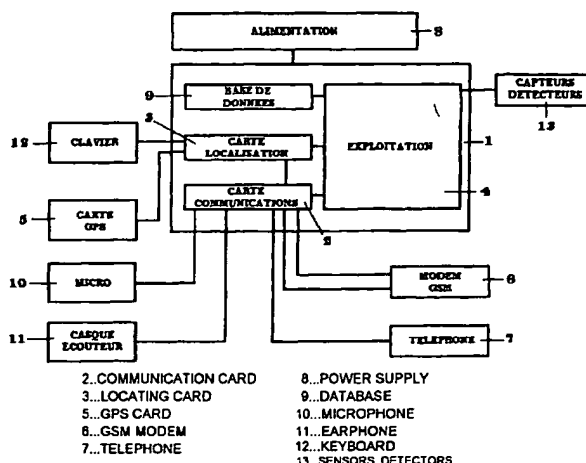 ALIMENTATION
8
BASE DE
DONNEES
9
CAPTEURS
DETECTEURS
13
3
12
CLAVIER
CARTE
LOCALISATION
EXPLOITATION
1
CARTE
COMMUNICATIONS
4
5
CARTE
GPS
2
10
MICRO
MODEM
GSM
6
11
CASQUE
ECOUTEUR
TELEPHONE
7
2...COMMUNICATION CARD
3...LOCATING CARD
5...GPS CARD
6...GSM MODEM
7...TELEPHONE
8...POWER SUPPLY
9...DATABASE
10...MICROPHONE
11...EARPHONE
12...KEYBOARD
13...SENSORS, DETECTORS